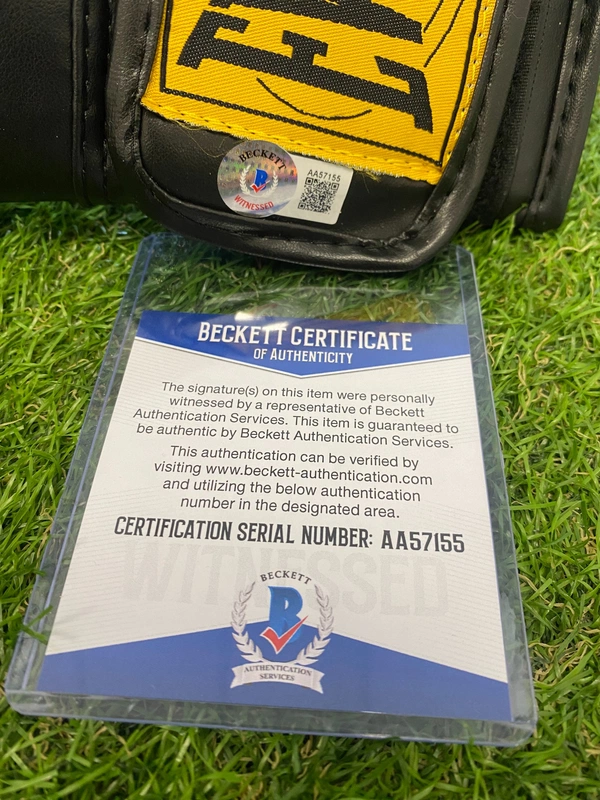 BECKETT
WITNESSED
AA57155
BECKETT CERTIFICATE
OF AUTHENTICITY
The signature(s) on this item were personally
witnessed by a representative of Beckett
Authentication Services. This item is guaranteed to
be authentic by Beckett Authentication Services.
This authentication can be verified by
visiting www.beckett-authentication.com
and utilizing the below authentication
number in the designated area.
CERTIFICATION SERIAL NUMBER: AA57155
WITNESSED
BECKETT
B
AUTHENTICATION
SERVICES